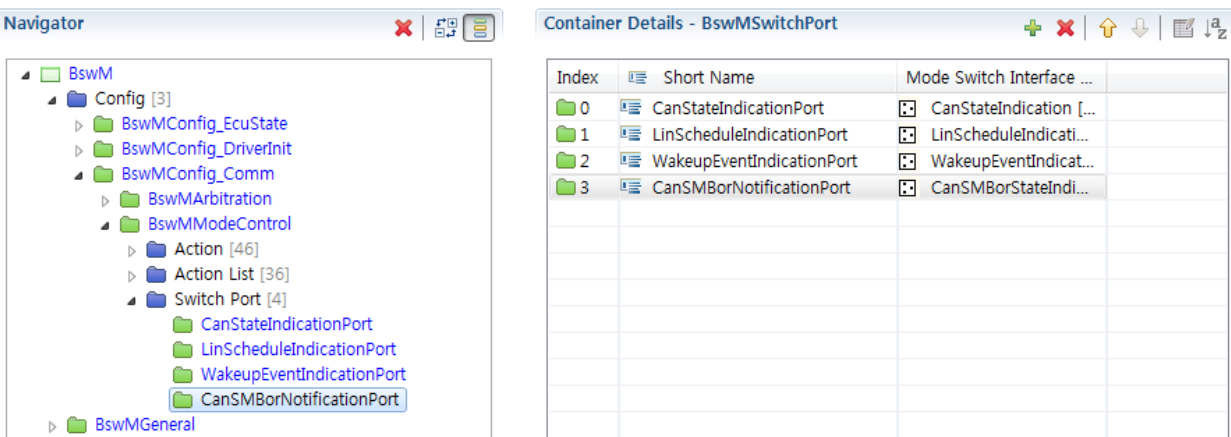 Navigator
BswM
Config [3]
BswMConfig_EcuState
BswMConfig_DriverInit
BswMConfig_Comm
BswMArbitration
BswMModeControl
Action [46]
Action List [36]
Switch Port [4]
CanStateIndicationPort
LinScheduleIndicationPort
WakeupEventIndicationPort
CanSMBorNotificationPort
BswMGeneral
Container Details - BswMSwitchPort
Index Short Name Mode Switch Interface ...
0 CanStateIndicationPort CanStateIndication [...
1 LinScheduleIndicationPort LinScheduleIndicati...
2 WakeupEventIndicationPort WakeupEventIndicat...
3 CanSMBorNotificationPort CanSMBorStateIndi...